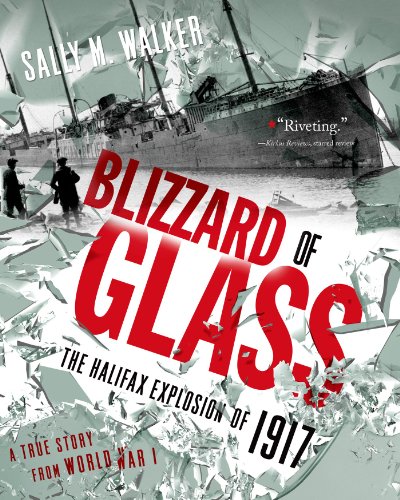 SALLY M. WALKER
★“Riveting.”
—Kirkus Reviews, starred review
BLIZZARD OF
GLASS
THE HALIFAX EXPLOSION OF 1917
A TRUE STORY
FROM WORLD WAR I